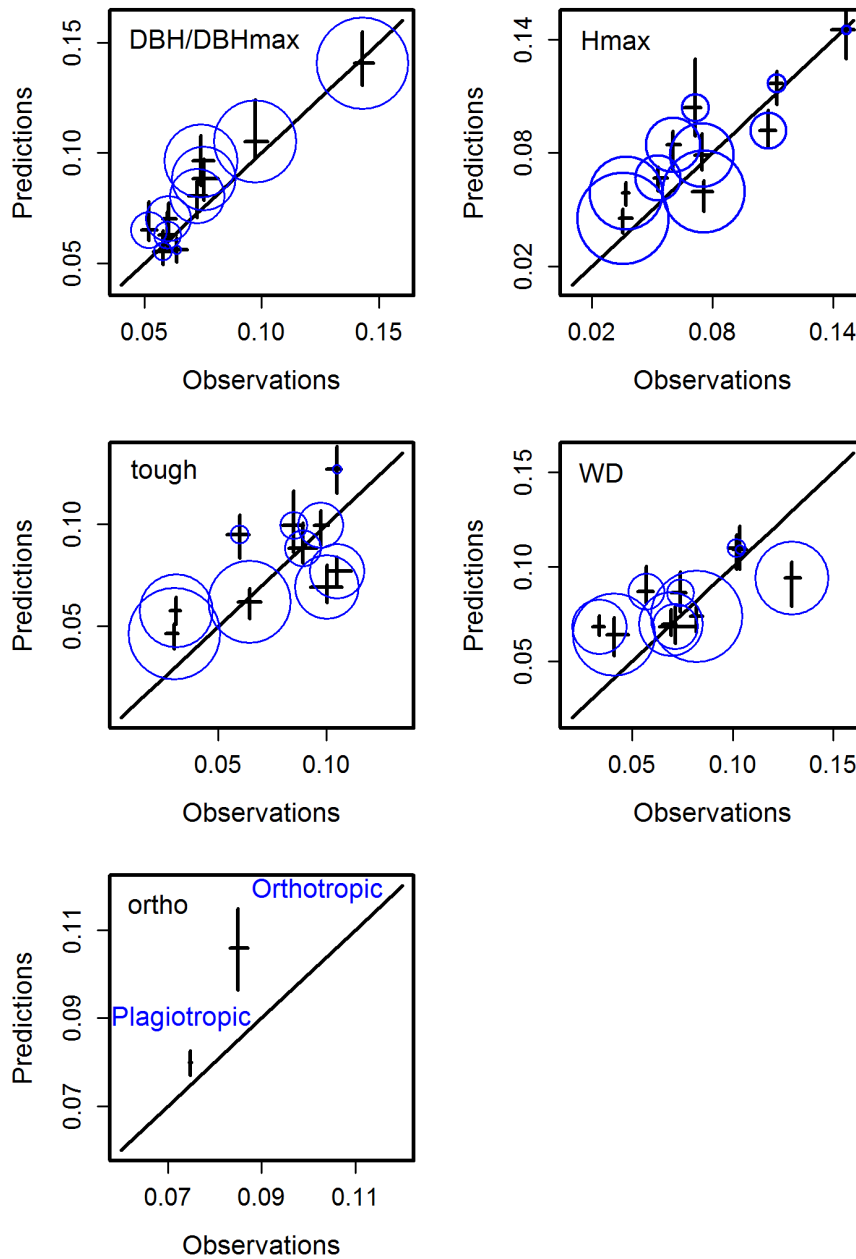 DBH/DBHmax
Predictions
0.05 0.10 0.15
0.05 0.10 0.15
Observations
Hmax
Predictions
0.02 0.08 0.14
0.02 0.08 0.14
Observations
tough
Predictions
0.05 0.10
0.05 0.10
Observations
WD
Predictions
0.05 0.10 0.15
0.05 0.10 0.15
Observations
ortho
Orthotropic
Plagiotropic
Predictions
0.07 0.09 0.11
0.07 0.09 0.11
Observations